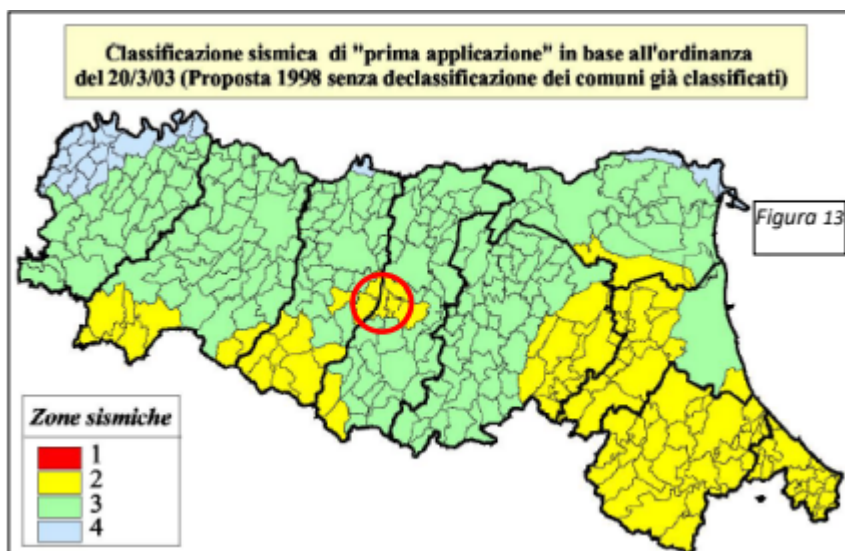 Classificazione sismica di "prima applicazione" in base all'ordinanza
del 20/3/03 (Proposta 1998 senza declassificazione dei comuni già classificati)
Figura 13
Zone sismiche
1
2
3
4